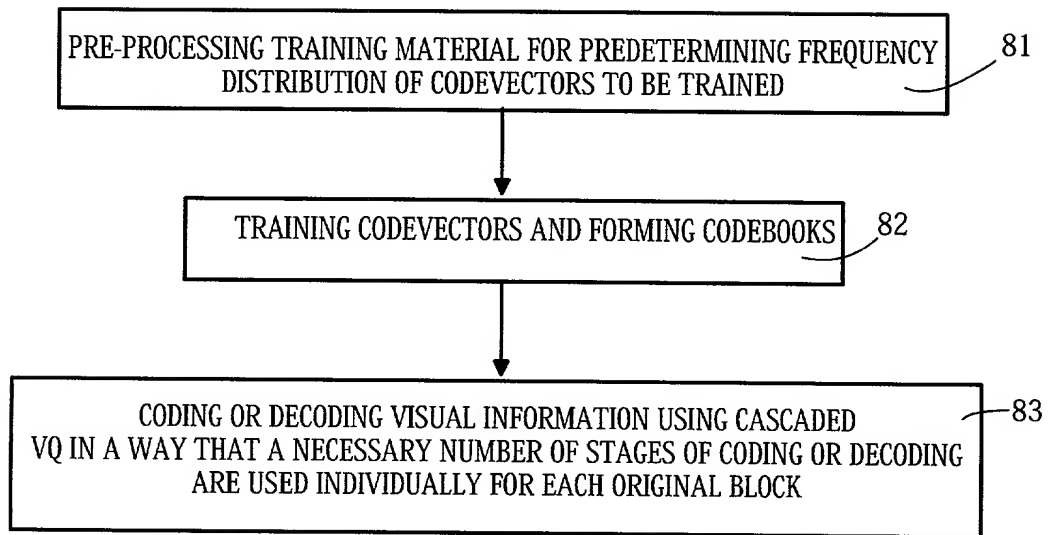 PRE-PROCESSING TRAINING MATERIAL FOR PREDETERMINING FREQUENCY
DISTRIBUTION OF CODEVECTORS TO BE TRAINED
81
TRAINING CODEVECTORS AND FORMING CODEBOOKS
82
CODING OR DECODING VISUAL INFORMATION USING CASCADED
VQ IN A WAY THAT A NECESSARY NUMBER OF STAGES OF CODING OR DECODING
ARE USED INDIVIDUALLY FOR EACH ORIGINAL BLOCK
83